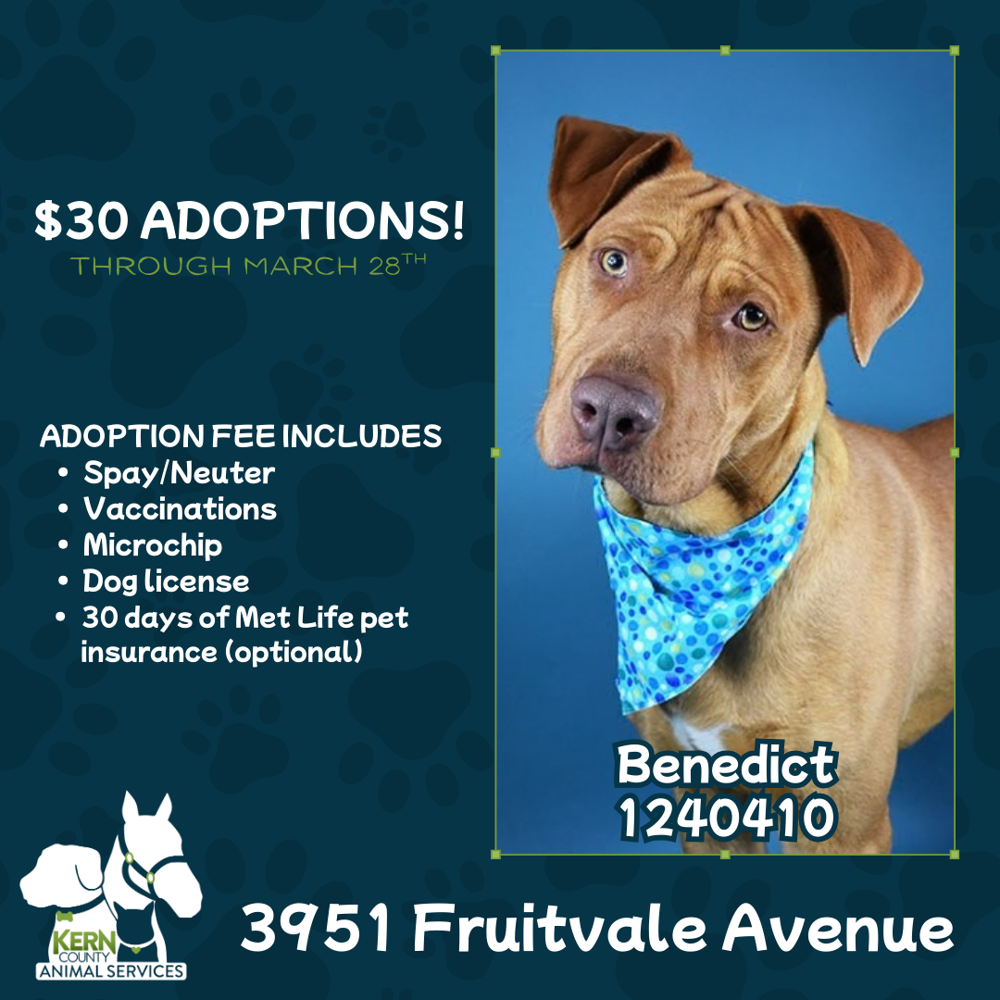 $30 ADOPTIONS!
THROUGH MARCH 28TH
ADOPTION FEE INCLUDES
• Spay/Neuter
• Vaccinations
• Microchip
• Dog license
• 30 days of Met Life pet
insurance (optional)
Benedict
1240410
KERN
COUNTY
ANIMAL SERVICES
3951 Fruitvale Avenue